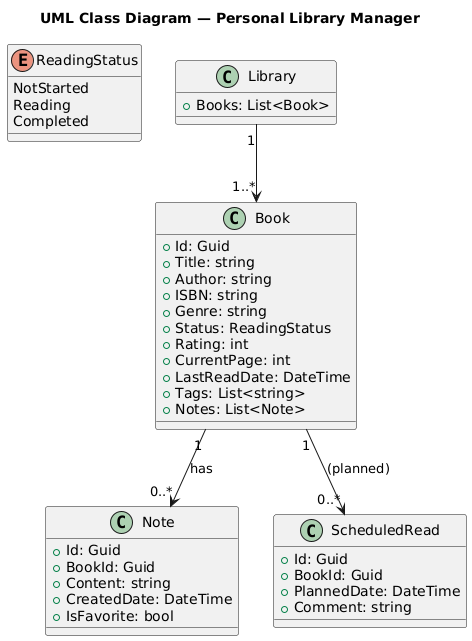 UML Class Diagram — Personal Library Manager
E ReadingStatus
NotStarted
Reading
Completed
C Library
Books: List<Book>
1
1..*
C Book
Id: Guid
Title: string
Author: string
ISBN: string
Genre: string
Status: ReadingStatus
Rating: int
CurrentPage: int
LastReadDate: DateTime
Tags: List<string>
Notes: List<Note>
1
has
0..*
1
(planned)
0..*
C Note
Id: Guid
BookId: Guid
Content: string
CreatedDate: DateTime
IsFavorite: bool
C ScheduledRead
Id: Guid
BookId: Guid
PlannedDate: DateTime
Comment: string